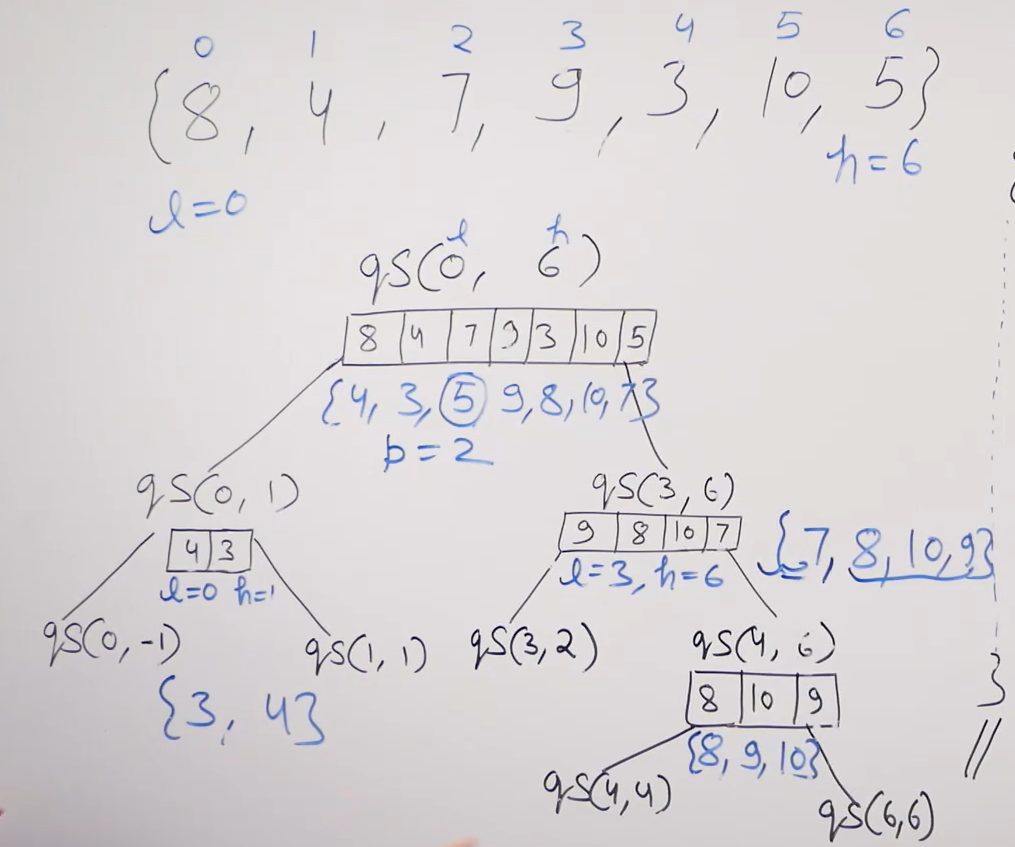 0 1 2 3 4 5 6
{8, 4, 7, 9, 3, 10, 5}
l=0 h=6
l h
qS(0, 6)
8 4 7 9 3 10 5
{4, 3, 5 9, 8, 10, 7}
p=2
qS(0, 1) qS(3, 6)
4 3 9 8 10 7 {7, 8, 10, 9}
l=0 h=1 l=3, h=6
qS(0, -1) qS(1, 1) qS(3, 2) qS(4, 6)
{3, 4} 8 10 9 }
{8, 9, 10} //
qS(4, 4) qS(6,6)